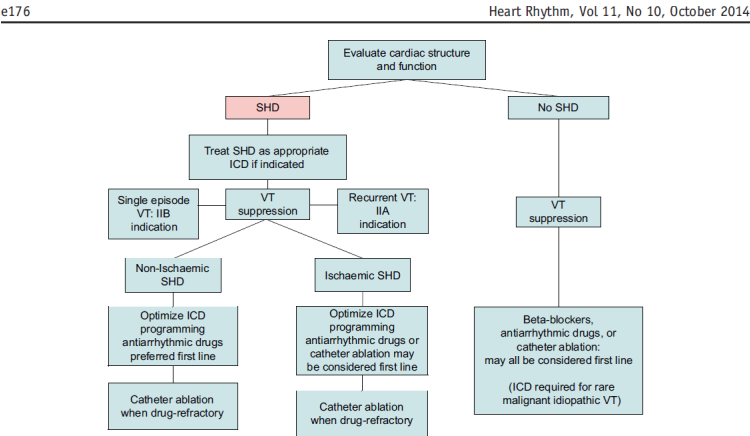 e176
Heart Rhythm, Vol 11, No 10, October 2014
Evaluate cardiac structure
and function
SHD
No SHD
Treat SHD as appropriate
ICD if indicated
Single episode
VT: IIB
indication
VT
suppression
Recurrent VT:
IIA
indication
VT
suppression
Non-Ischaemic
SHD
Ischaemic SHD
Optimize ICD
programming
antiarrhythmic drugs
preferred first line
Optimize ICD
programming
antiarrhythmic drugs or
catheter ablation may
be considered first line
Beta-blockers,
antiarrhythmic drugs, or
catheter ablation:
may all be considered first line
(ICD required for rare
malignant idiopathic VT)
Catheter ablation
when drug-refractory
Catheter ablation
when drug-refractory